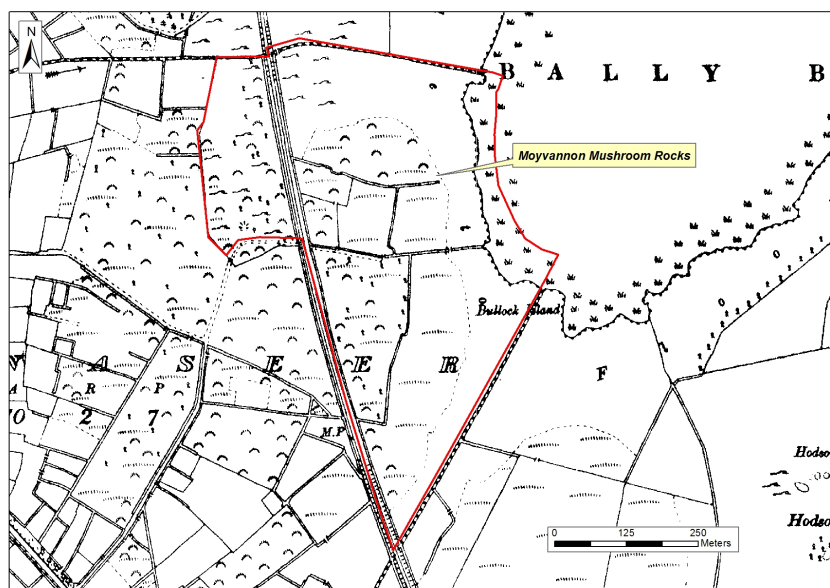 N
B A L L Y B
Moyvannon Mushroom Rocks
Bullock Island
A S E E R
R P
2 7
F
M.P
Hodso
Hodso
0 125 250
Meters